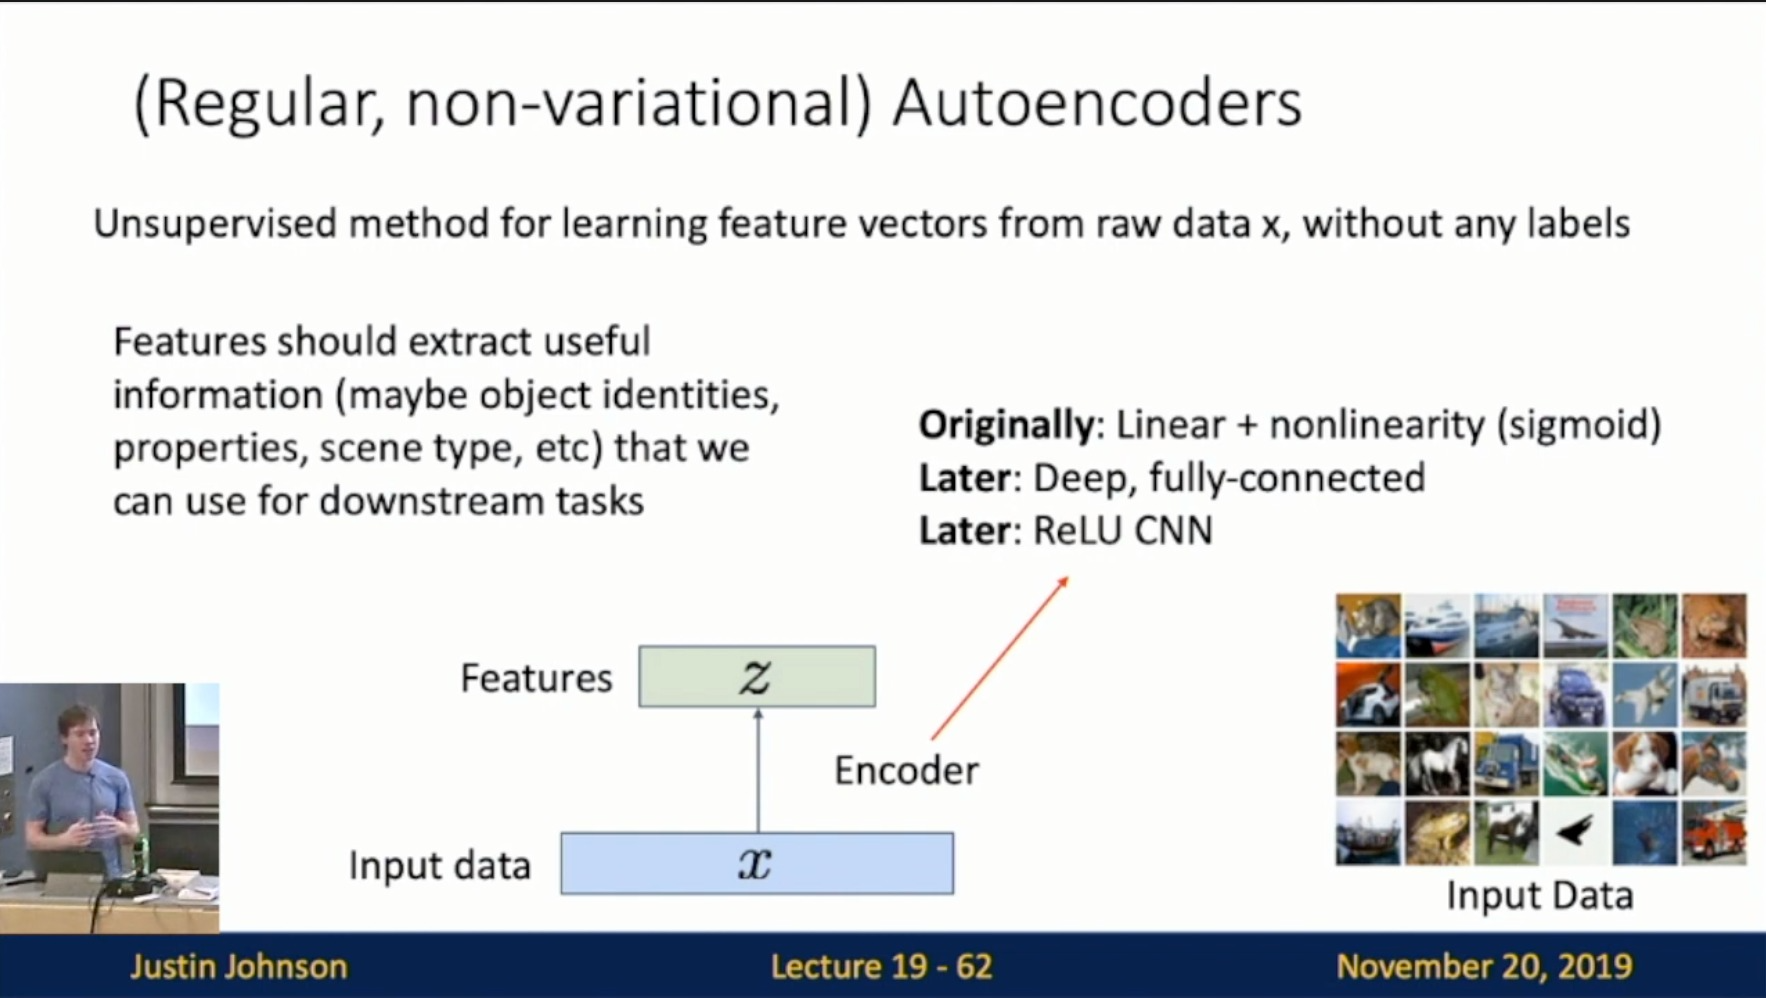 (Regular, non-variational) Autoencoders
Unsupervised method for learning feature vectors from raw data x, without any labels
Features should extract useful
information (maybe object identities,
properties, scene type, etc) that we
can use for downstream tasks
Originally: Linear + nonlinearity (sigmoid)
Later: Deep, fully-connected
Later: ReLU CNN
Features
z
Encoder
Input data
x
Input Data
Justin Johnson
Lecture 19 - 62
November 20, 2019